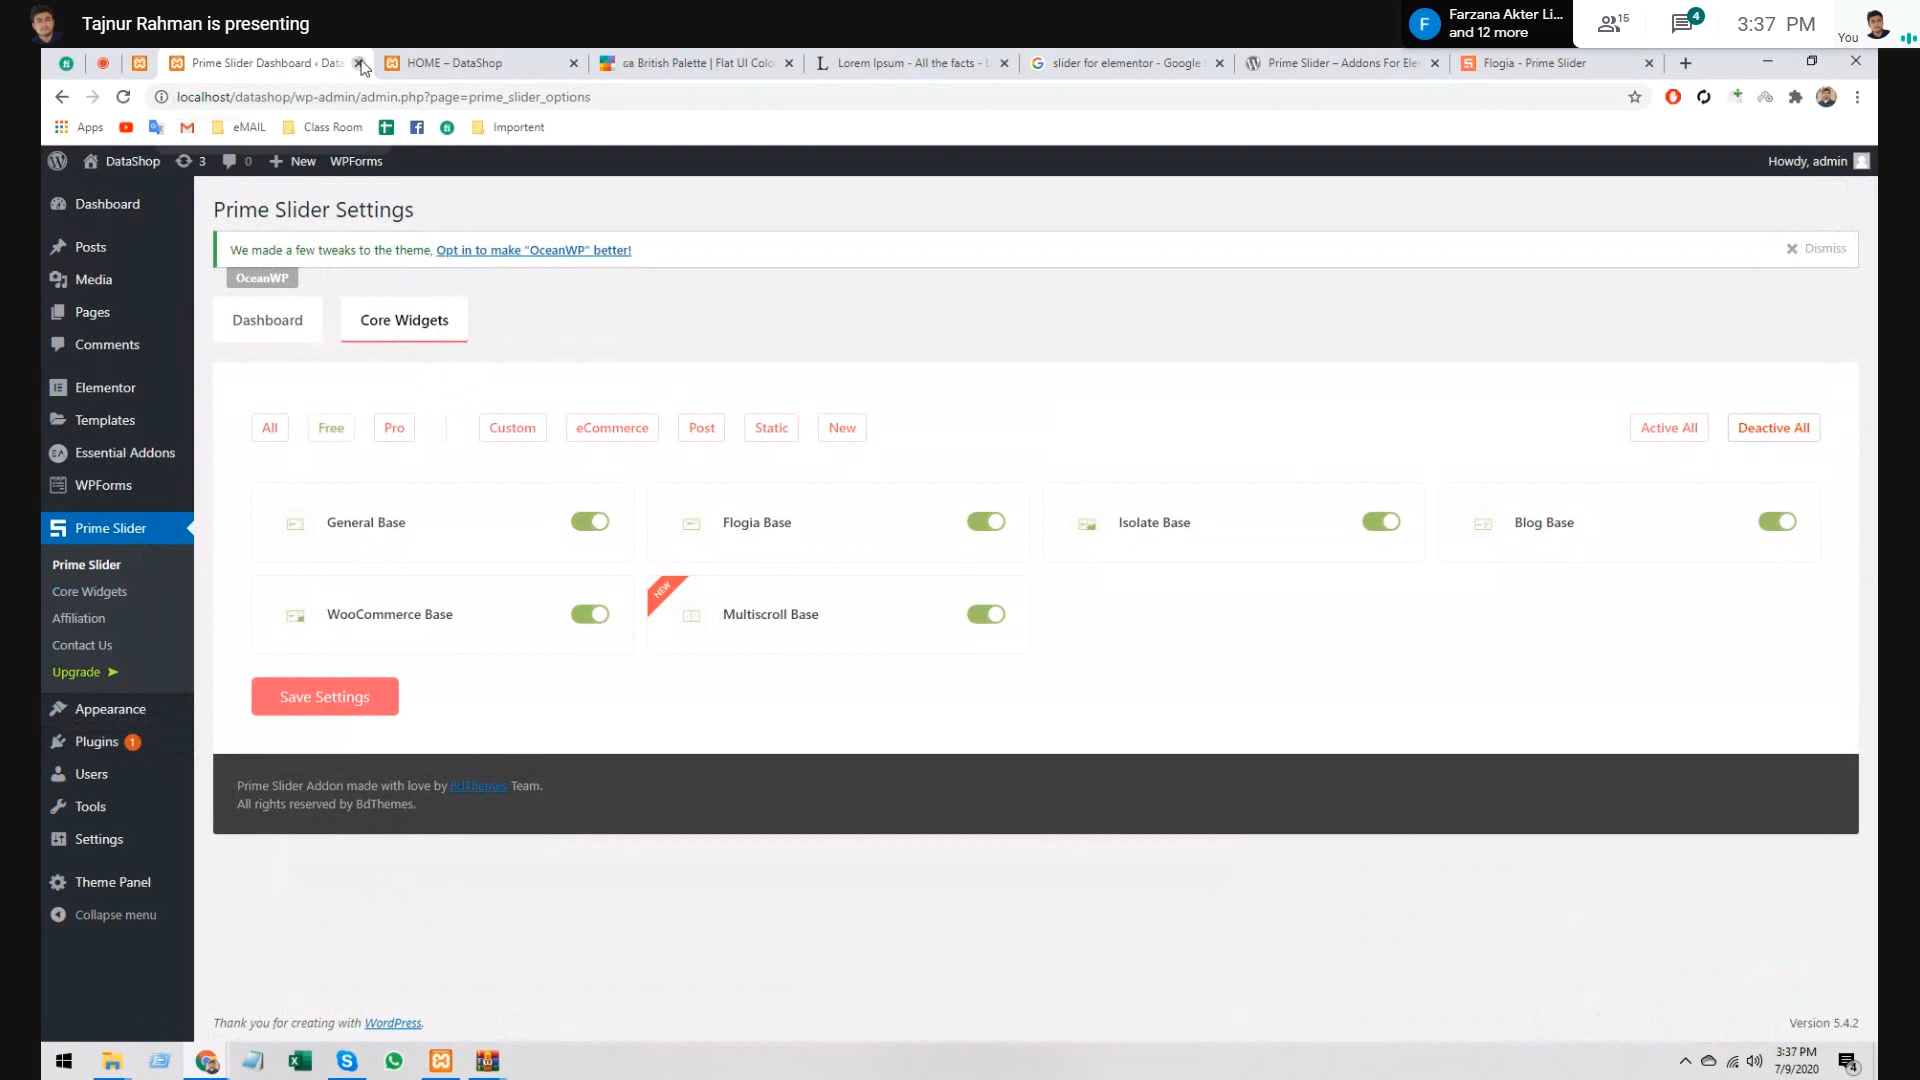 Tajnur Rahman is presenting
F
Farzana Akter Li...
and 12 more
15
4
3:37 PM
You
Prime Slider Dashboard ‹ Data
HOME – DataShop
GB British Palette | Flat UI Colo
Lorem Ipsum - All the facts - L
slider for elementor - Google
Prime Slider – Addons For Ele
Flogia - Prime Slider
localhost/datashop/wp-admin/admin.php?page=prime_slider_options
Apps
eMAIL
Class Room
Importent
DataShop
3
0
New
WPForms
Howdy, admin
Dashboard
Posts
Media
Pages
Comments
Elementor
Templates
Essential Addons
WPForms
Prime Slider
Prime Slider
Core Widgets
Affiliation
Contact Us
Upgrade ➤
Appearance
Plugins 1
Users
Tools
Settings
Theme Panel
Collapse menu
Prime Slider Settings
We made a few tweaks to the theme, Opt in to make "OceanWP" better!
Dismiss
OceanWP
Dashboard
Core Widgets
All
Free
Pro
Custom
eCommerce
Post
Static
New
Active All
Deactive All
General Base
Flogia Base
Isolate Base
Blog Base
WooCommerce Base
NEW
Multiscroll Base
Save Settings
Prime Slider Addon made with love by BdThemes Team.
All rights reserved by BdThemes.
Thank you for creating with WordPress.
Version 5.4.2
3:37 PM
7/9/2020
4